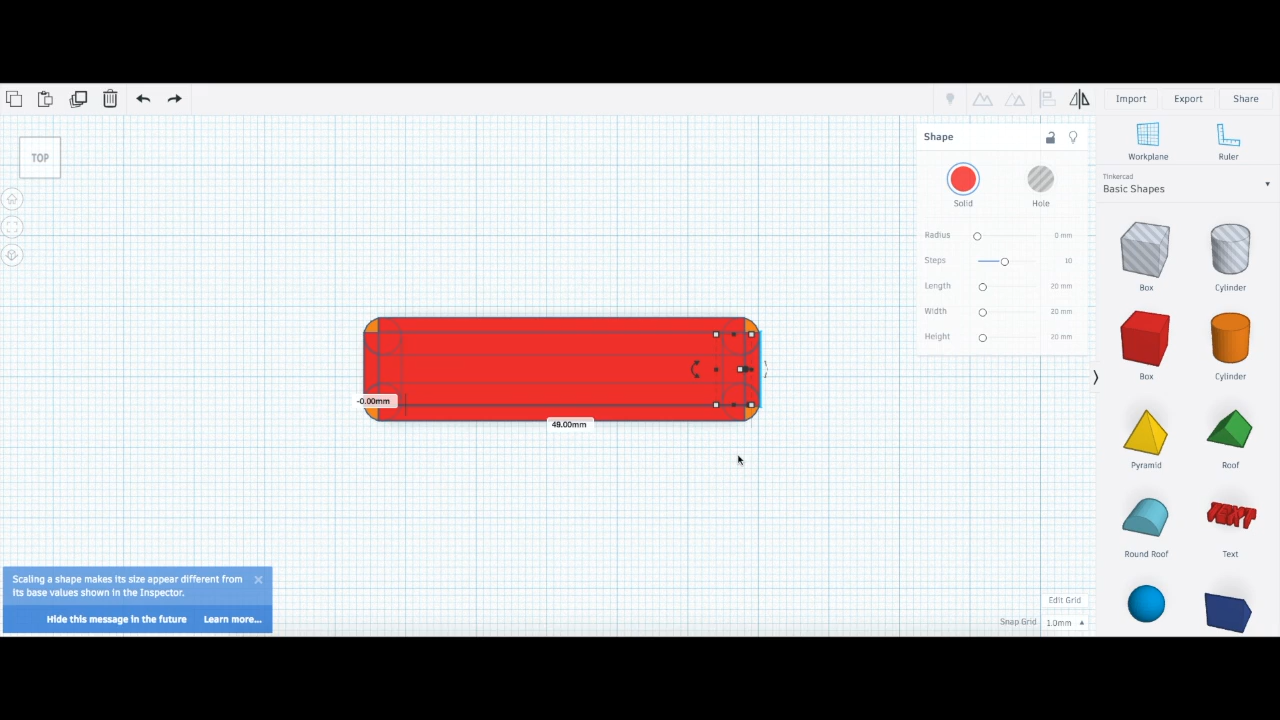 Import
Export
Share
TOP
Shape
Solid
Hole
Radius
0 mm
Steps
10
Length
20 mm
Width
20 mm
Height
20 mm
Workplane
Ruler
Tinkercad
Basic Shapes
Box
Cylinder
Box
Cylinder
Pyramid
Roof
Round Roof
TEXT
Text
-0.00mm
49.00mm
Scaling a shape makes its size appear different from
its base values shown in the Inspector.
Hide this message in the future
Learn more...
Edit Grid
Snap Grid
1.0mm